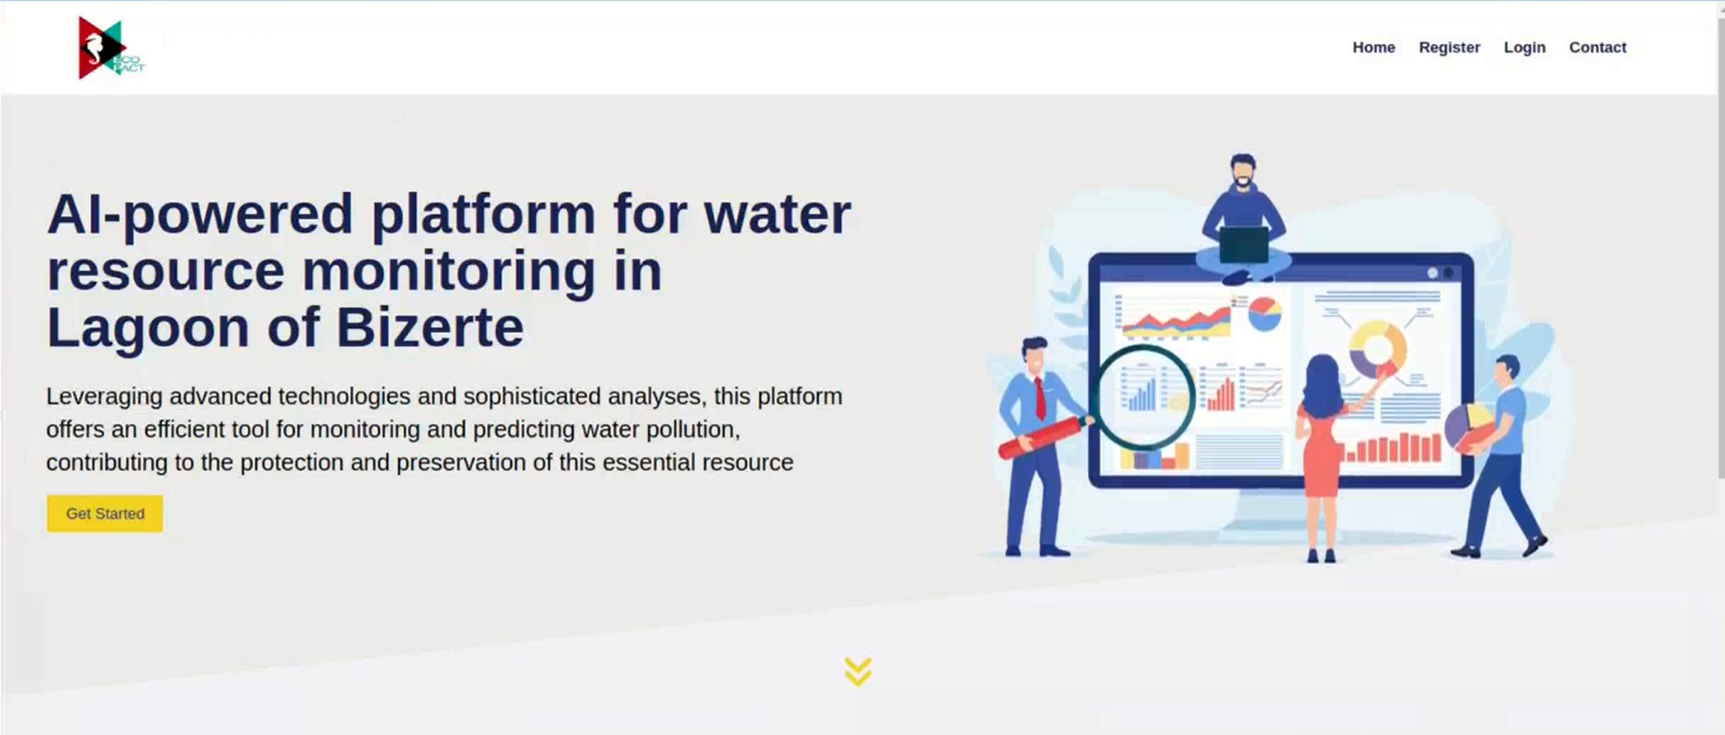 ECO
PACT
Home Register Login Contact
AI-powered platform for water
resource monitoring in
Lagoon of Bizerte
Leveraging advanced technologies and sophisticated analyses, this platform
offers an efficient tool for monitoring and predicting water pollution,
contributing to the protection and preservation of this essential resource
Get Started